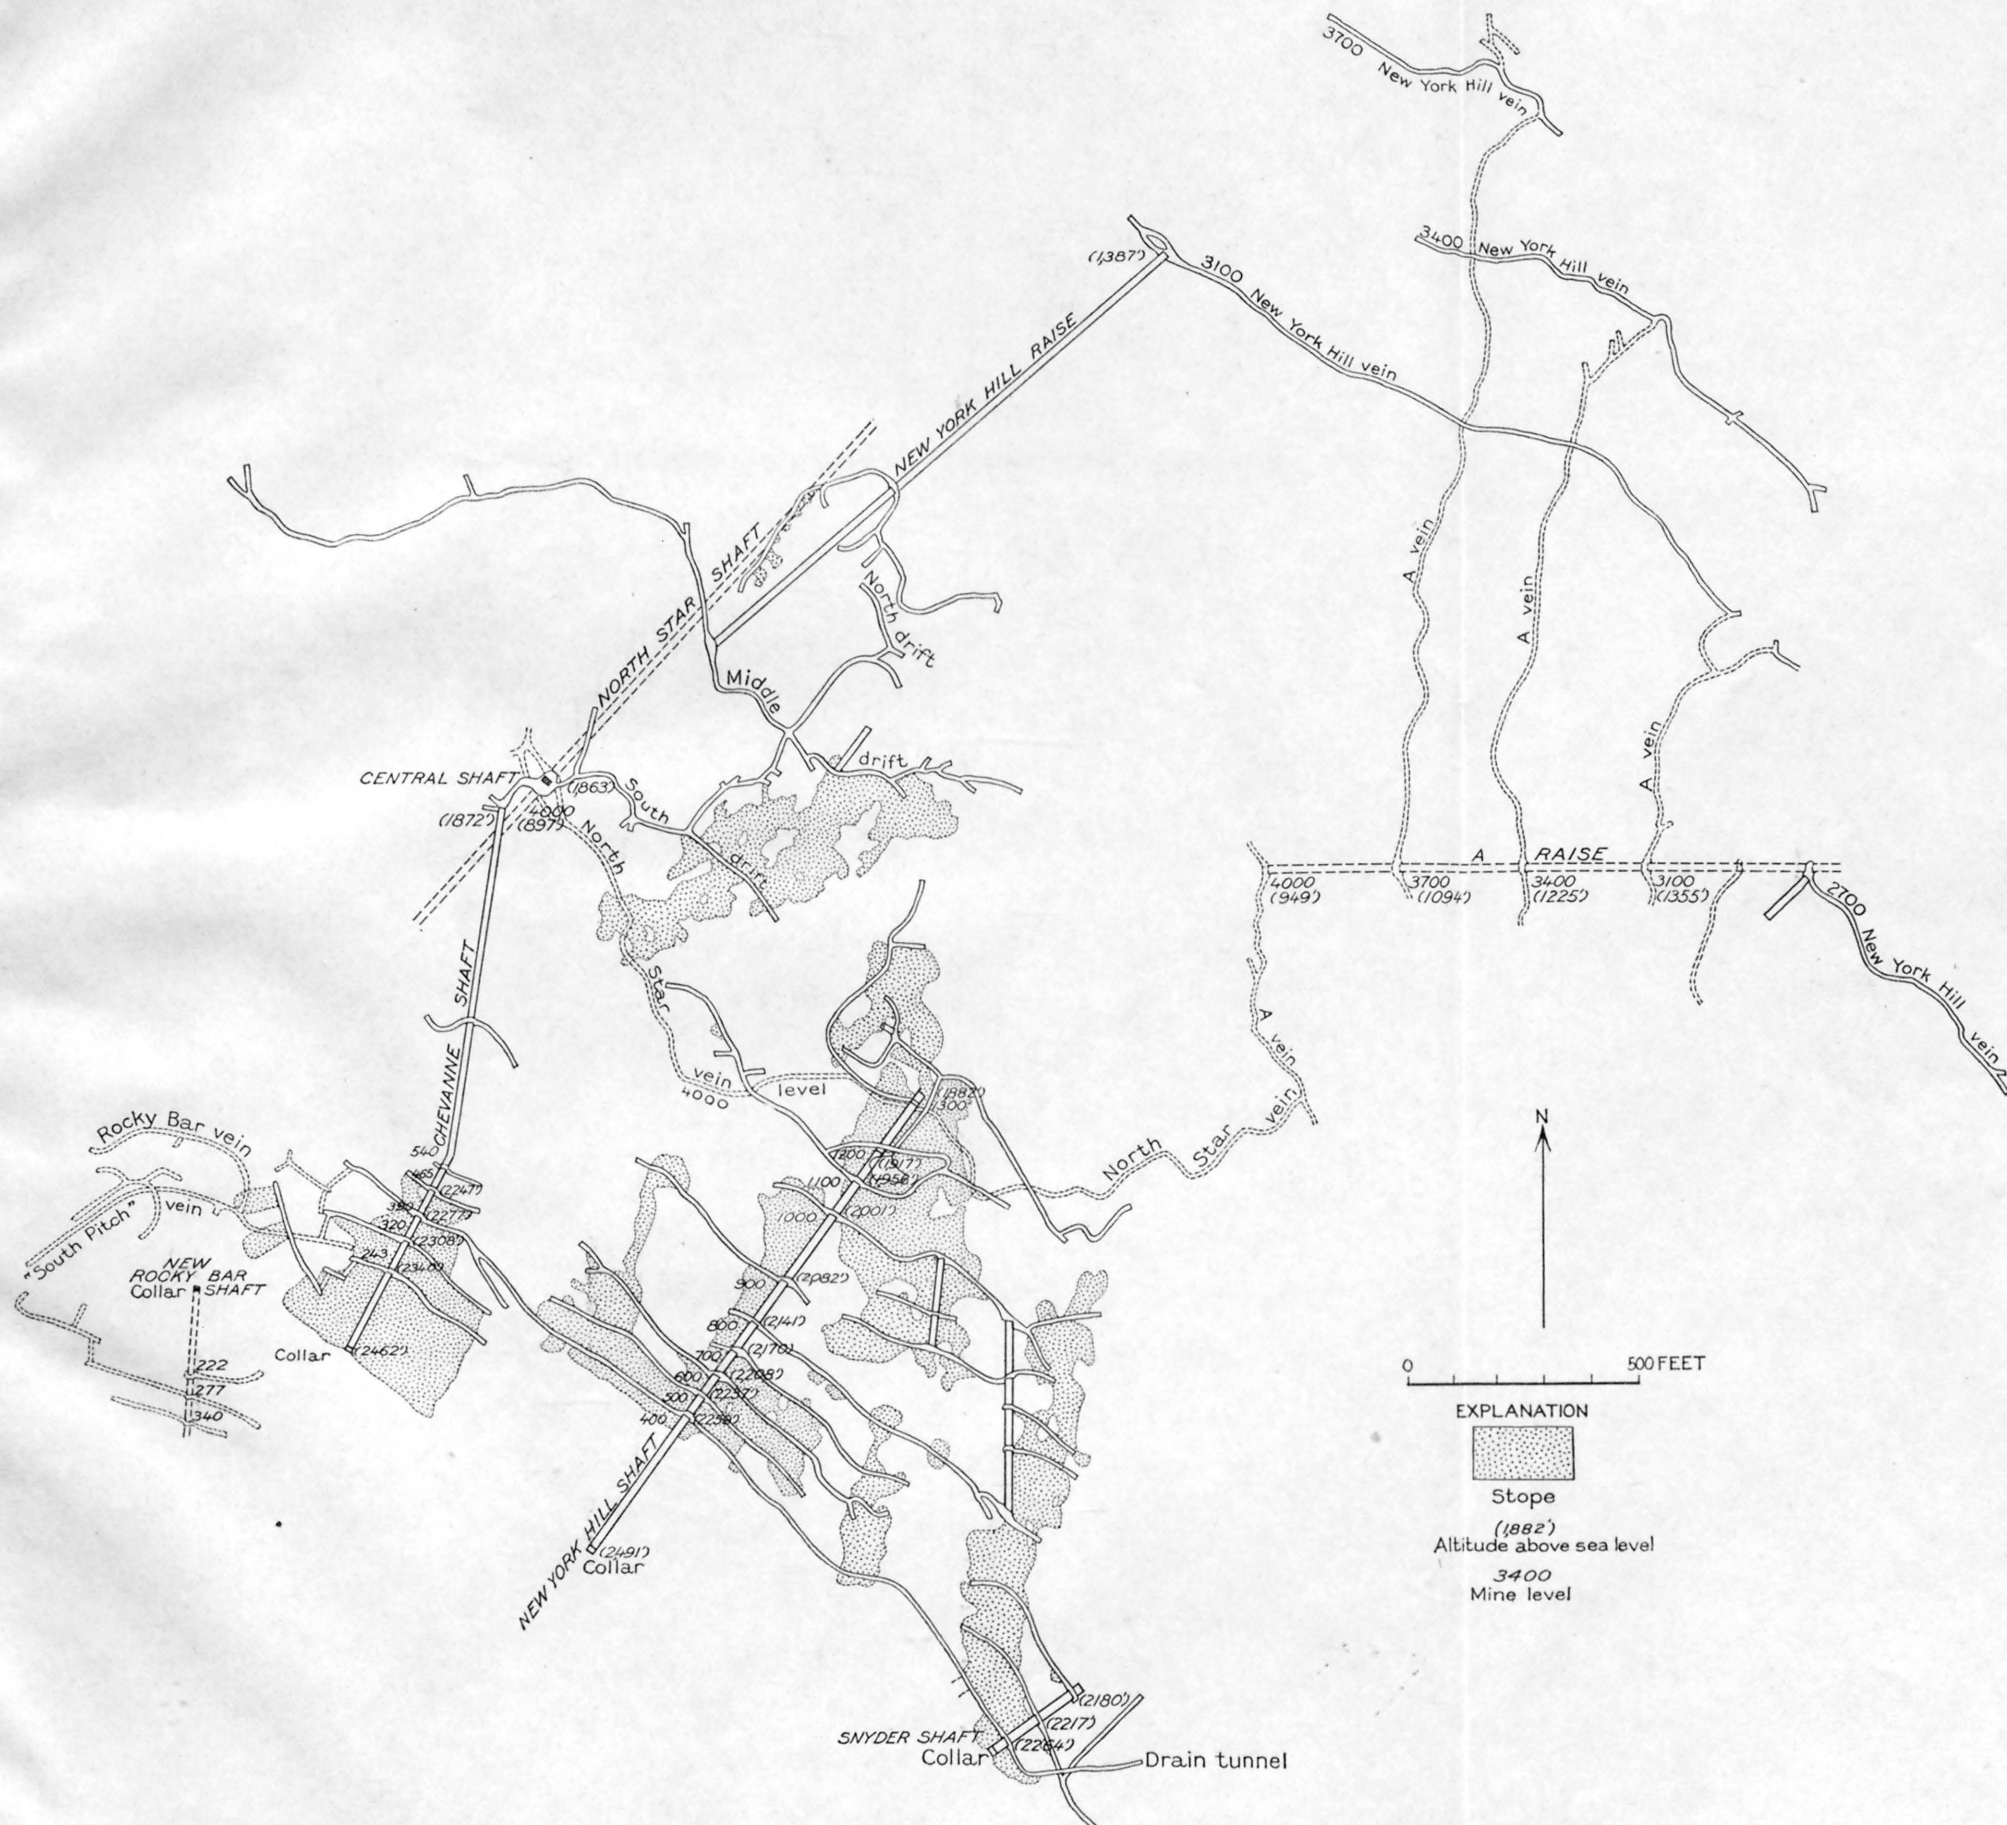 3700 New York Hill vein
3400 New York Hill vein
(1,387')
3100 New York Hill vein
NEW YORK HILL RAISE
NORTH STAR SHAFT
North drift
Middle drift
A vein
A vein
A vein
CENTRAL SHAFT
(1,863')
(1872')
4000
(897')
South drift
A RAISE
4000
(949')
3700
(1094')
3400
(1225')
3100
(1355')
2700 New York Hill vein
North Star vein
4000 level
A vein
North Star vein
CHEVANNE SHAFT
(1,882')
1300
1200
(1917')
1100
(1958')
1000
(2001')
900
(2082')
800
(2141')
700
(2170')
600
(2208')
500
(2237')
400
NEW YORK HILL SHAFT
(2491')
Collar
Rocky Bar vein
"South Pitch" vein
NEW
ROCKY BAR
Collar SHAFT
222
277
340
540
465
(2247')
390
(2277')
320
(2308')
243
Collar
(2462')
N
0 500 FEET
EXPLANATION
Stope
(1,882')
Altitude above sea level
3400
Mine level
(2180')
(2217')
(2264')
SNYDER SHAFT
Collar
Drain tunnel